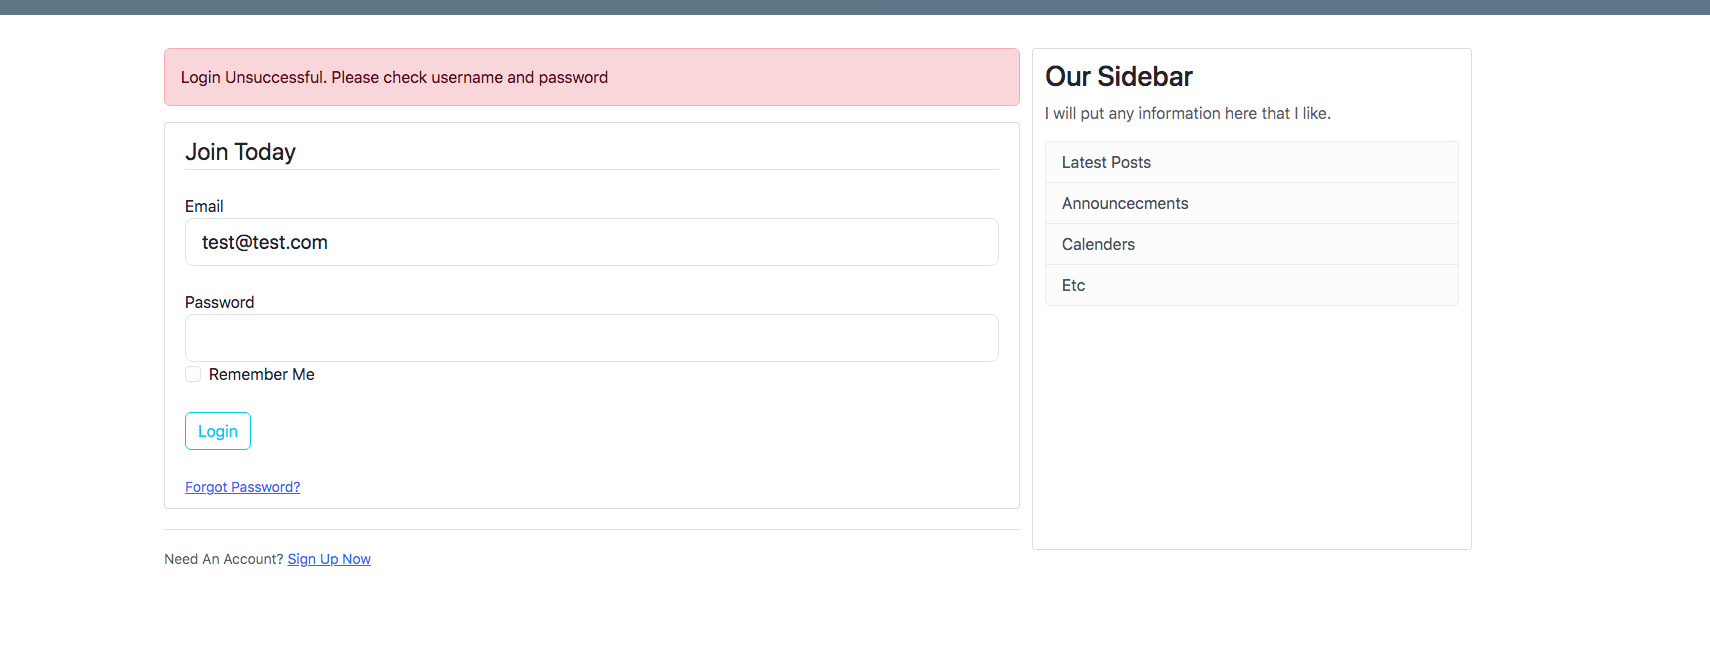 Login Unsuccessful. Please check username and password
Join Today
Email
test@test.com
Password
Remember Me
Login
Forgot Password?
Need An Account? Sign Up Now
Our Sidebar
I will put any information here that I like.
Latest Posts
Announcecments
Calenders
Etc